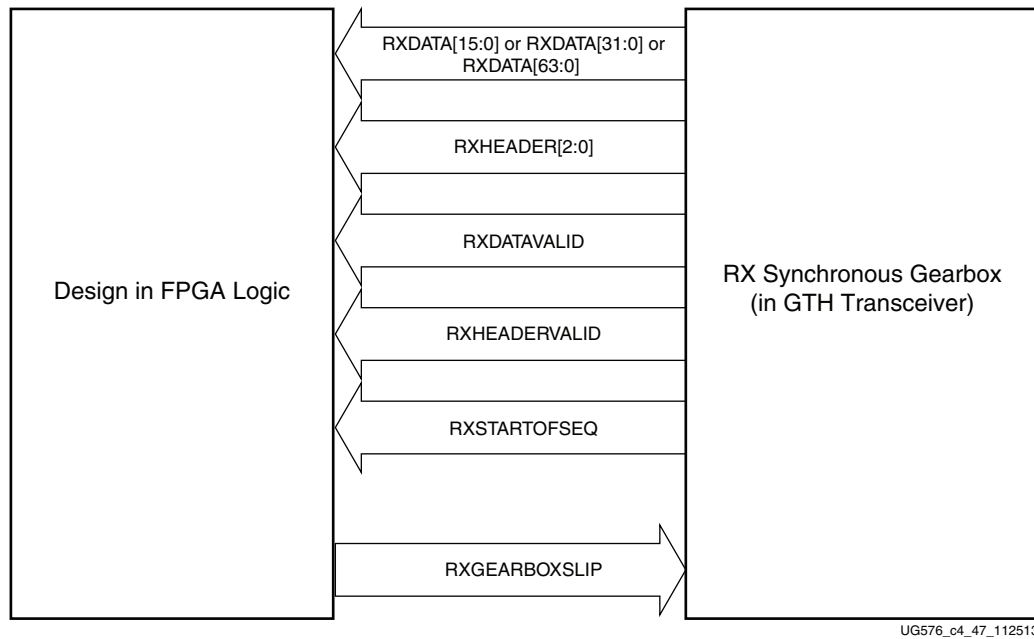 RXDATA[15:0] or RXDATA[31:0] or
RXDATA[63:0]
RXHEADER[2:0]
RXDATAVALID
Design in FPGA Logic
RX Synchronous Gearbox
(in GTH Transceiver)
RXHEADERVALID
RXSTARTOFSEQ
RXGEARBOXSLIP
UG576_c4_47_112513